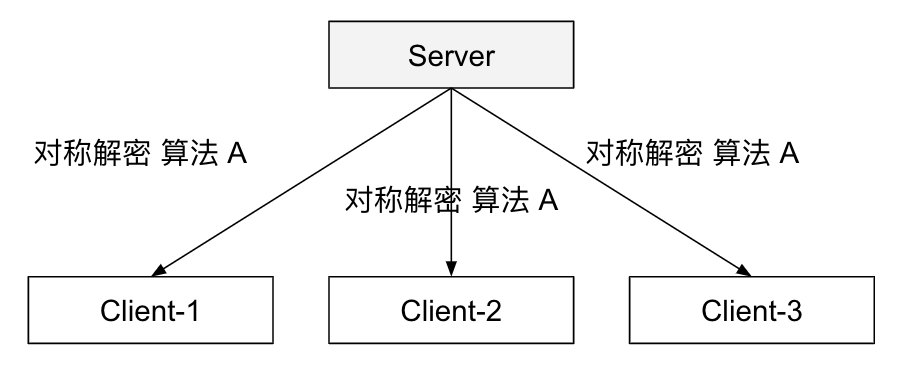 Server
对称解密 算法 A
对称解密 算法 A
对称解密 算法 A
Client-1
Client-2
Client-3